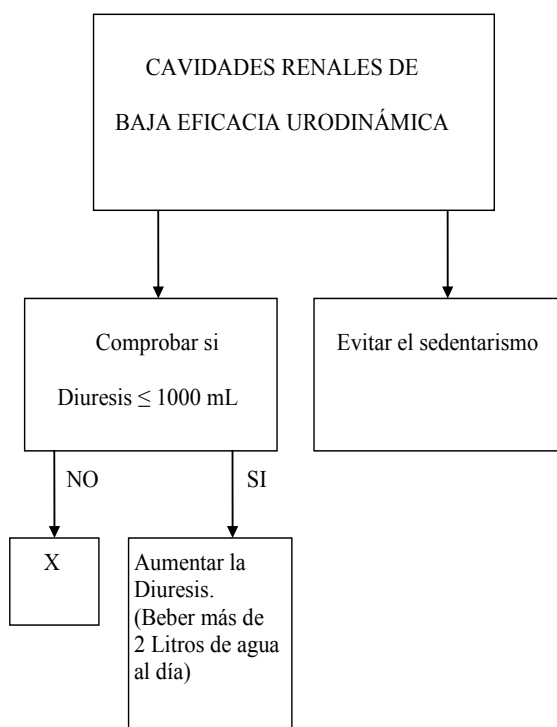 CAVIDADES RENALES DE
BAJA EFICACIA URODINÁMICA
Comprobar si
Diuresis ≤ 1000 mL
Evitar el sedentarismo
NO
SI
X
Aumentar la
Diuresis.
(Beber más de
2 Litros de agua
al día)